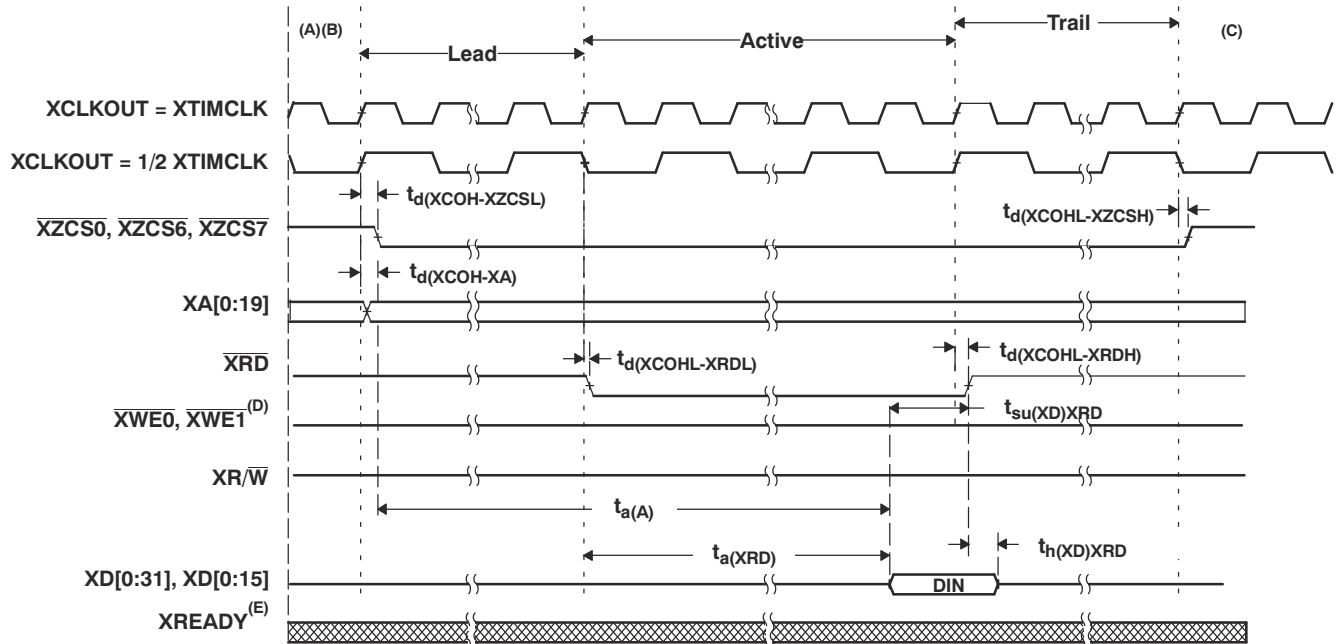 (A)(B)
Lead
Active
Trail
(C)
XCLKOUT = XTIMCLK
XCLKOUT = 1/2 XTIMCLK
td(XCOH-XZCSL)
td(XCOHL-XZCSH)
XZCS0, XZCS6, XZCS7
td(XCOH-XA)
XA[0:19]
XRD
td(XCOHL-XRDL)
td(XCOHL-XRDH)
XWE0, XWE1(D)
tsu(XD)XRD
XR/W
ta(A)
ta(XRD)
th(XD)XRD
XD[0:31], XD[0:15]
DIN
XREADY(E)